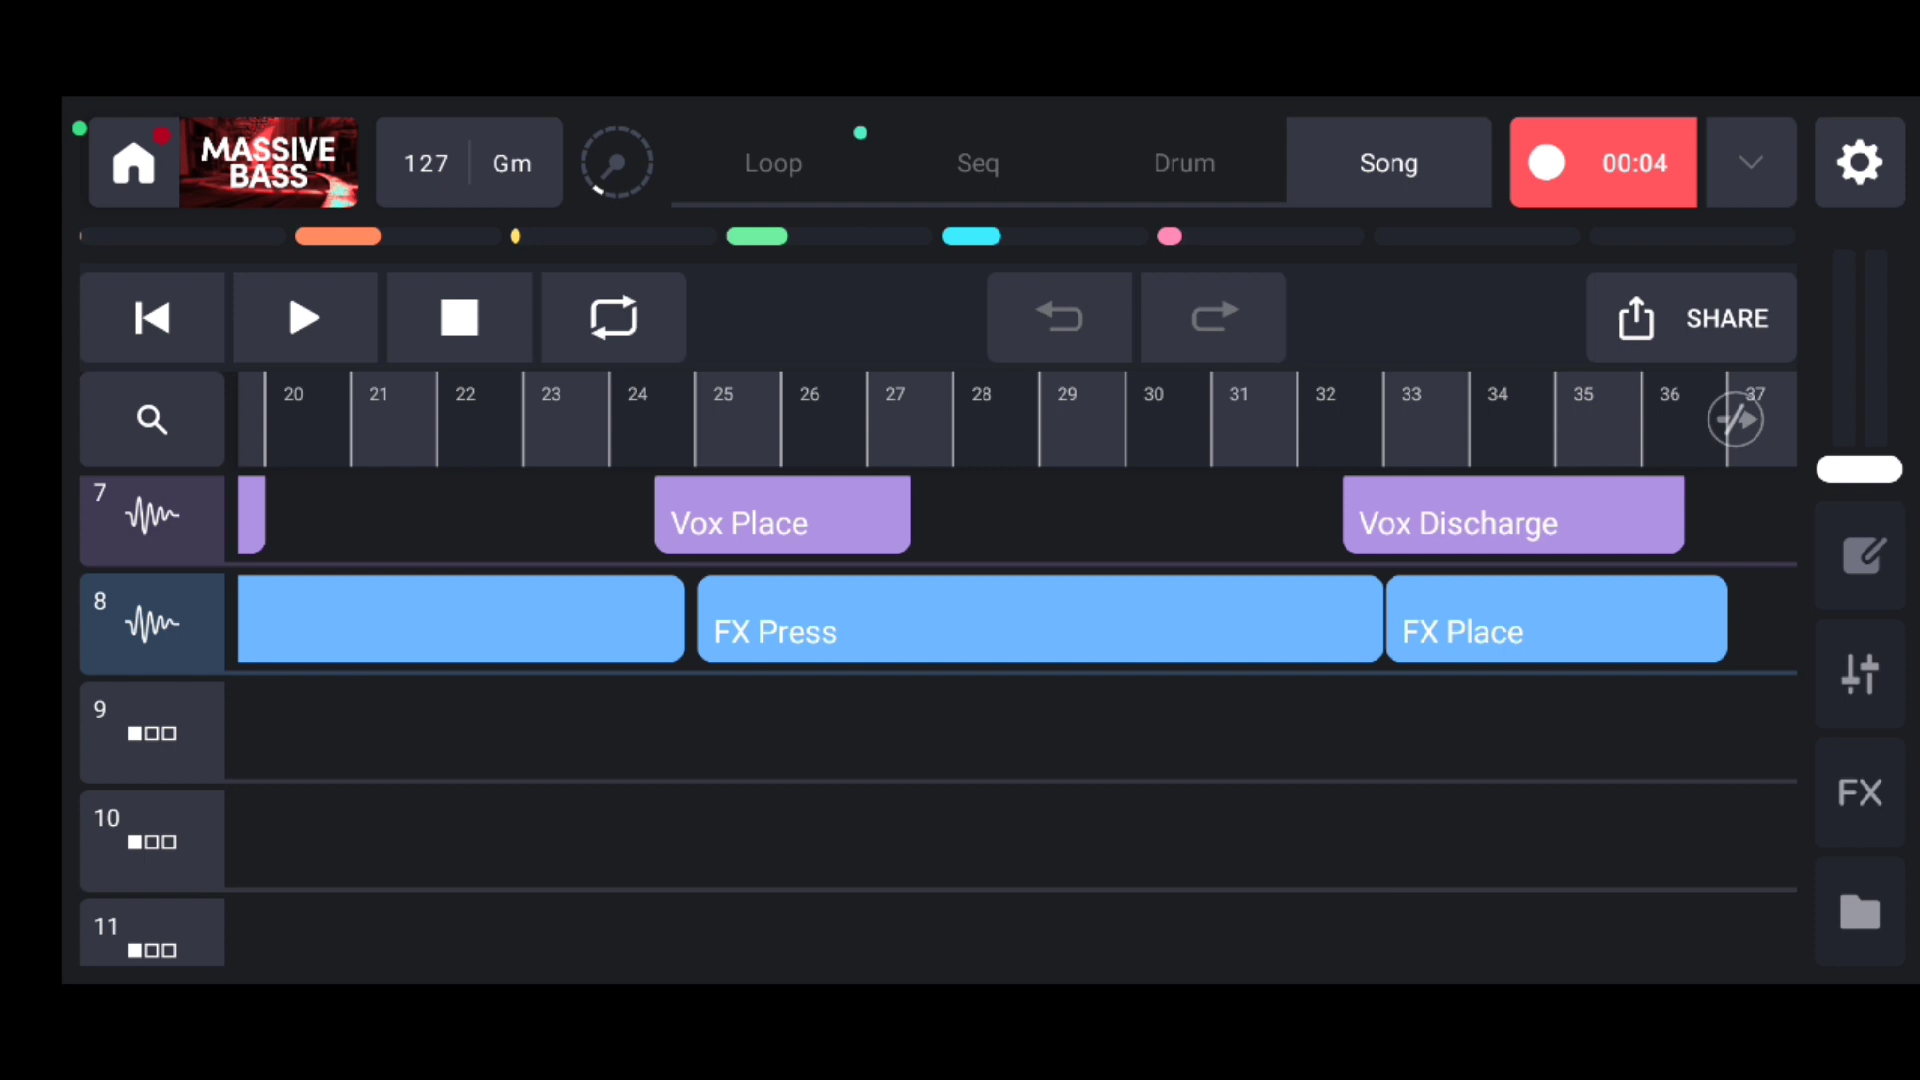 MASSIVE
BASS
127 Gm
Loop Seq Drum Song
00:04
SHARE
20 21 22 23 24 25 26 27 28 29 30 31 32 33 34 35 36 37
7
Vox Place Vox Discharge
8
FX Press FX Place
9
10
FX
11